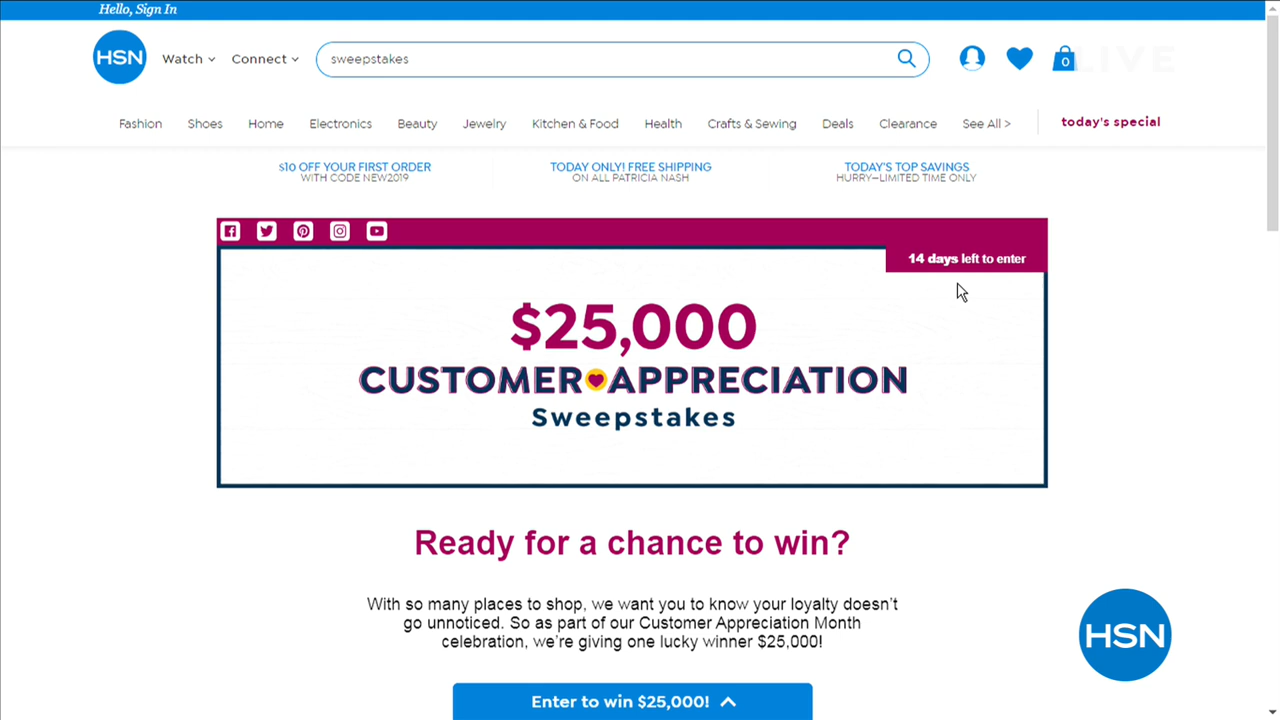 Hello, Sign In
HSN
Watch
Connect
sweepstakes
0
LIVE
Fashion
Shoes
Home
Electronics
Beauty
Jewelry
Kitchen & Food
Health
Crafts & Sewing
Deals
Clearance
See All >
today's special
$10 OFF YOUR FIRST ORDER
WITH CODE NEW2019
TODAY ONLY! FREE SHIPPING
ON ALL PATRICIA NASH
TODAY'S TOP SAVINGS
HURRY—LIMITED TIME ONLY
14 days left to enter
$25,000
CUSTOMER APPRECIATION
Sweepstakes
Ready for a chance to win?
With so many places to shop, we want you to know your loyalty doesn't
go unnoticed. So as part of our Customer Appreciation Month
celebration, we're giving one lucky winner $25,000!
Enter to win $25,000!
HSN